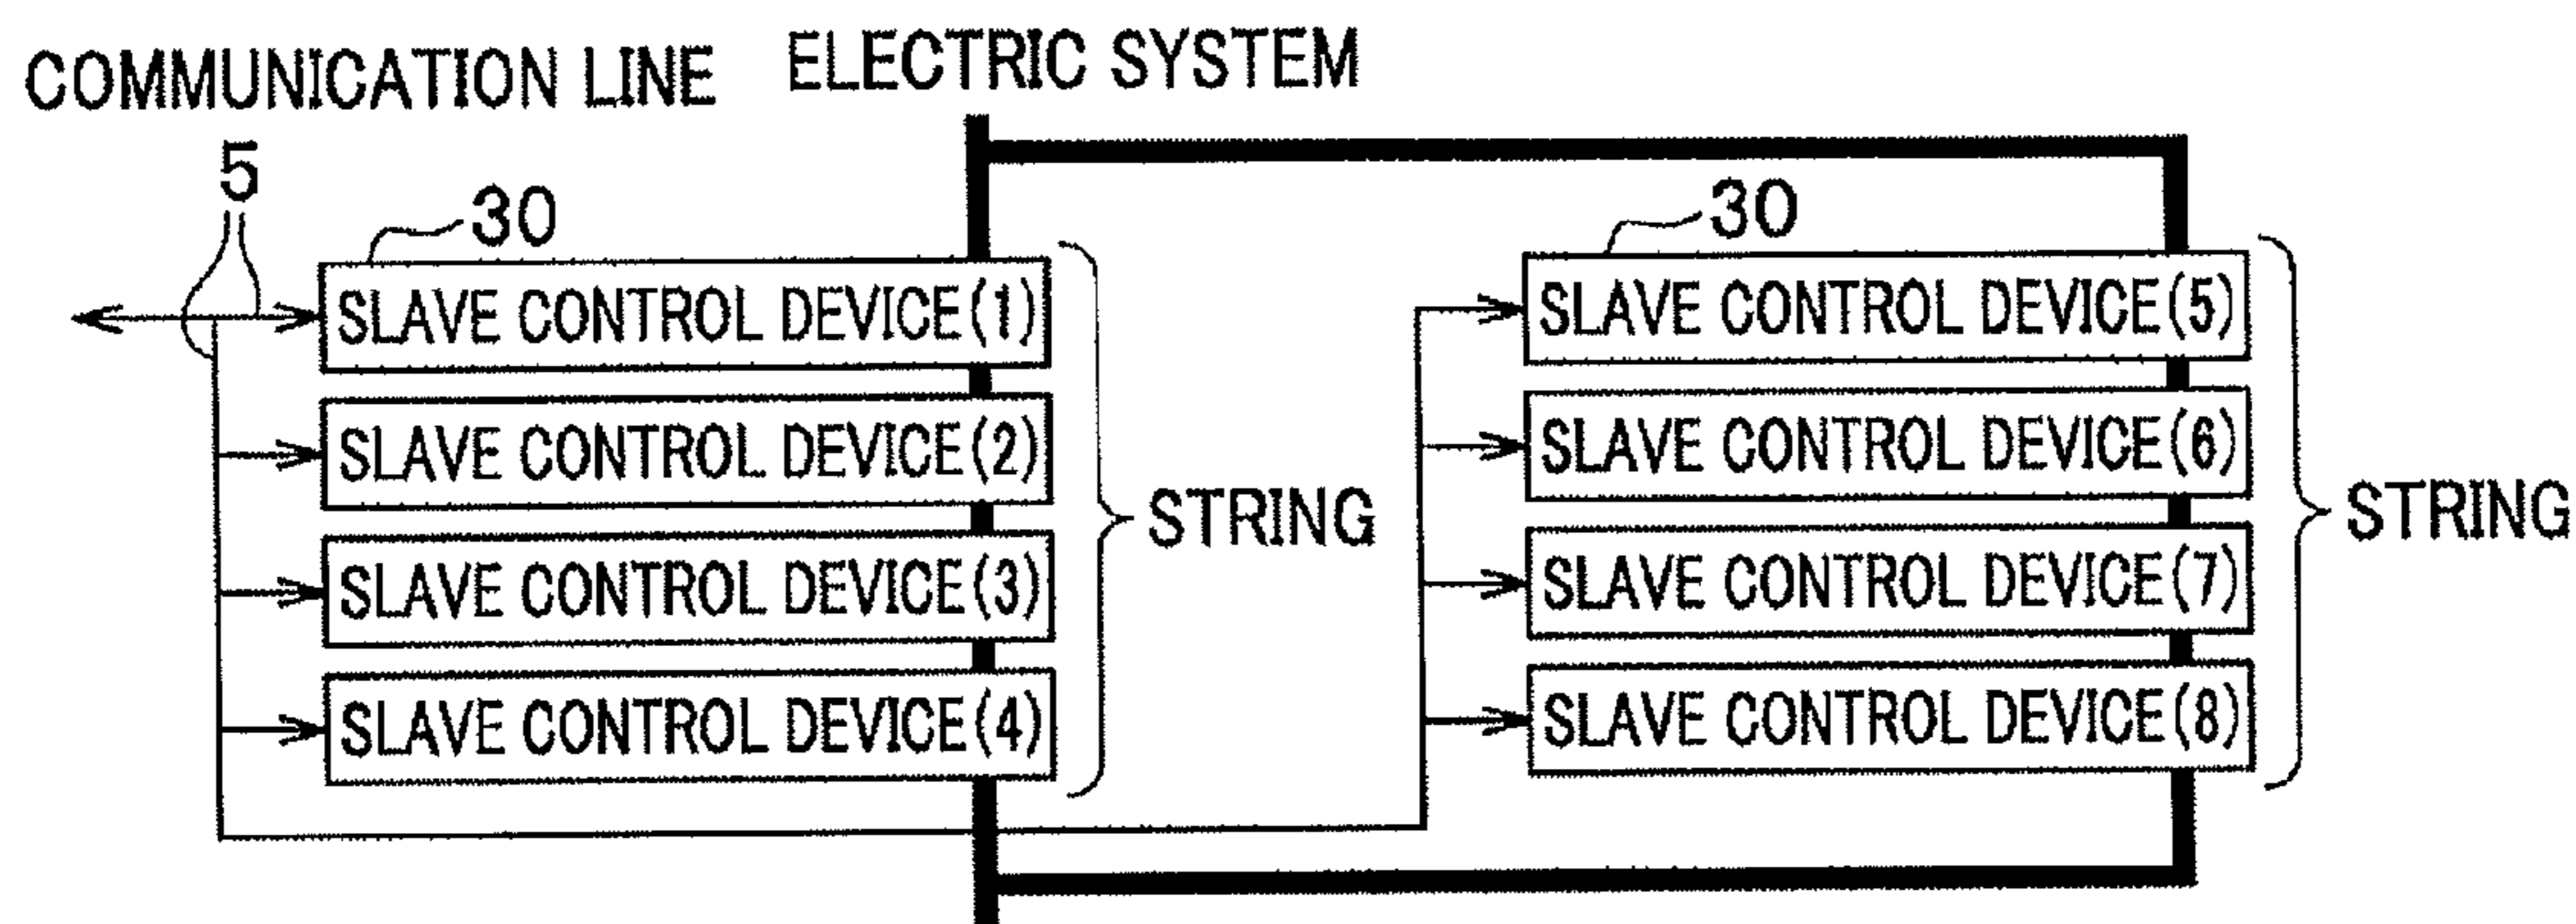 COMMUNICATION LINE
ELECTRIC SYSTEM
5
30
SLAVE CONTROL DEVICE(1)
SLAVE CONTROL DEVICE(2)
SLAVE CONTROL DEVICE(3)
SLAVE CONTROL DEVICE(4)
STRING
30
SLAVE CONTROL DEVICE(5)
SLAVE CONTROL DEVICE(6)
SLAVE CONTROL DEVICE(7)
SLAVE CONTROL DEVICE(8)
STRING